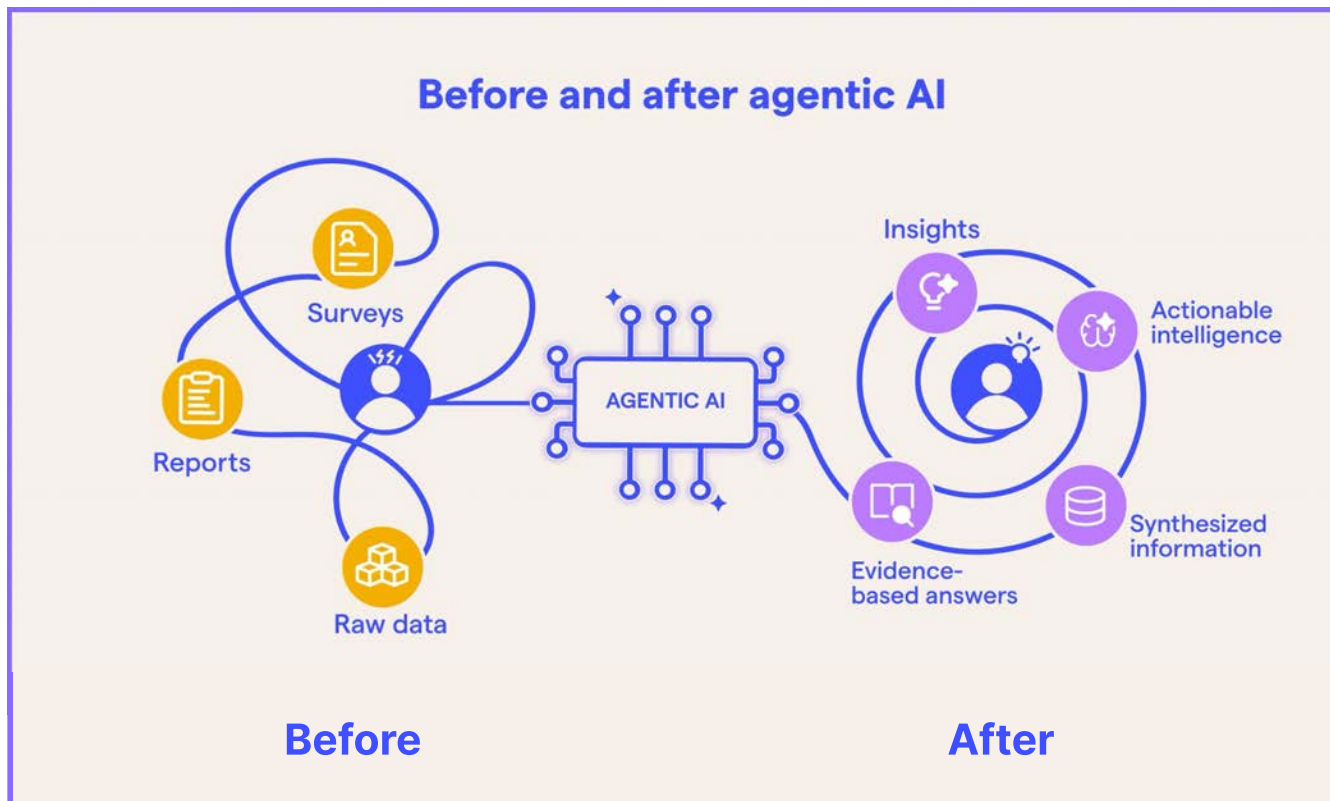 Before and after agentic AI
Surveys
Reports
Raw data
AGENTIC AI
Insights
Actionable
intelligence
Synthesized
information
Evidence-
based answers
Before
After